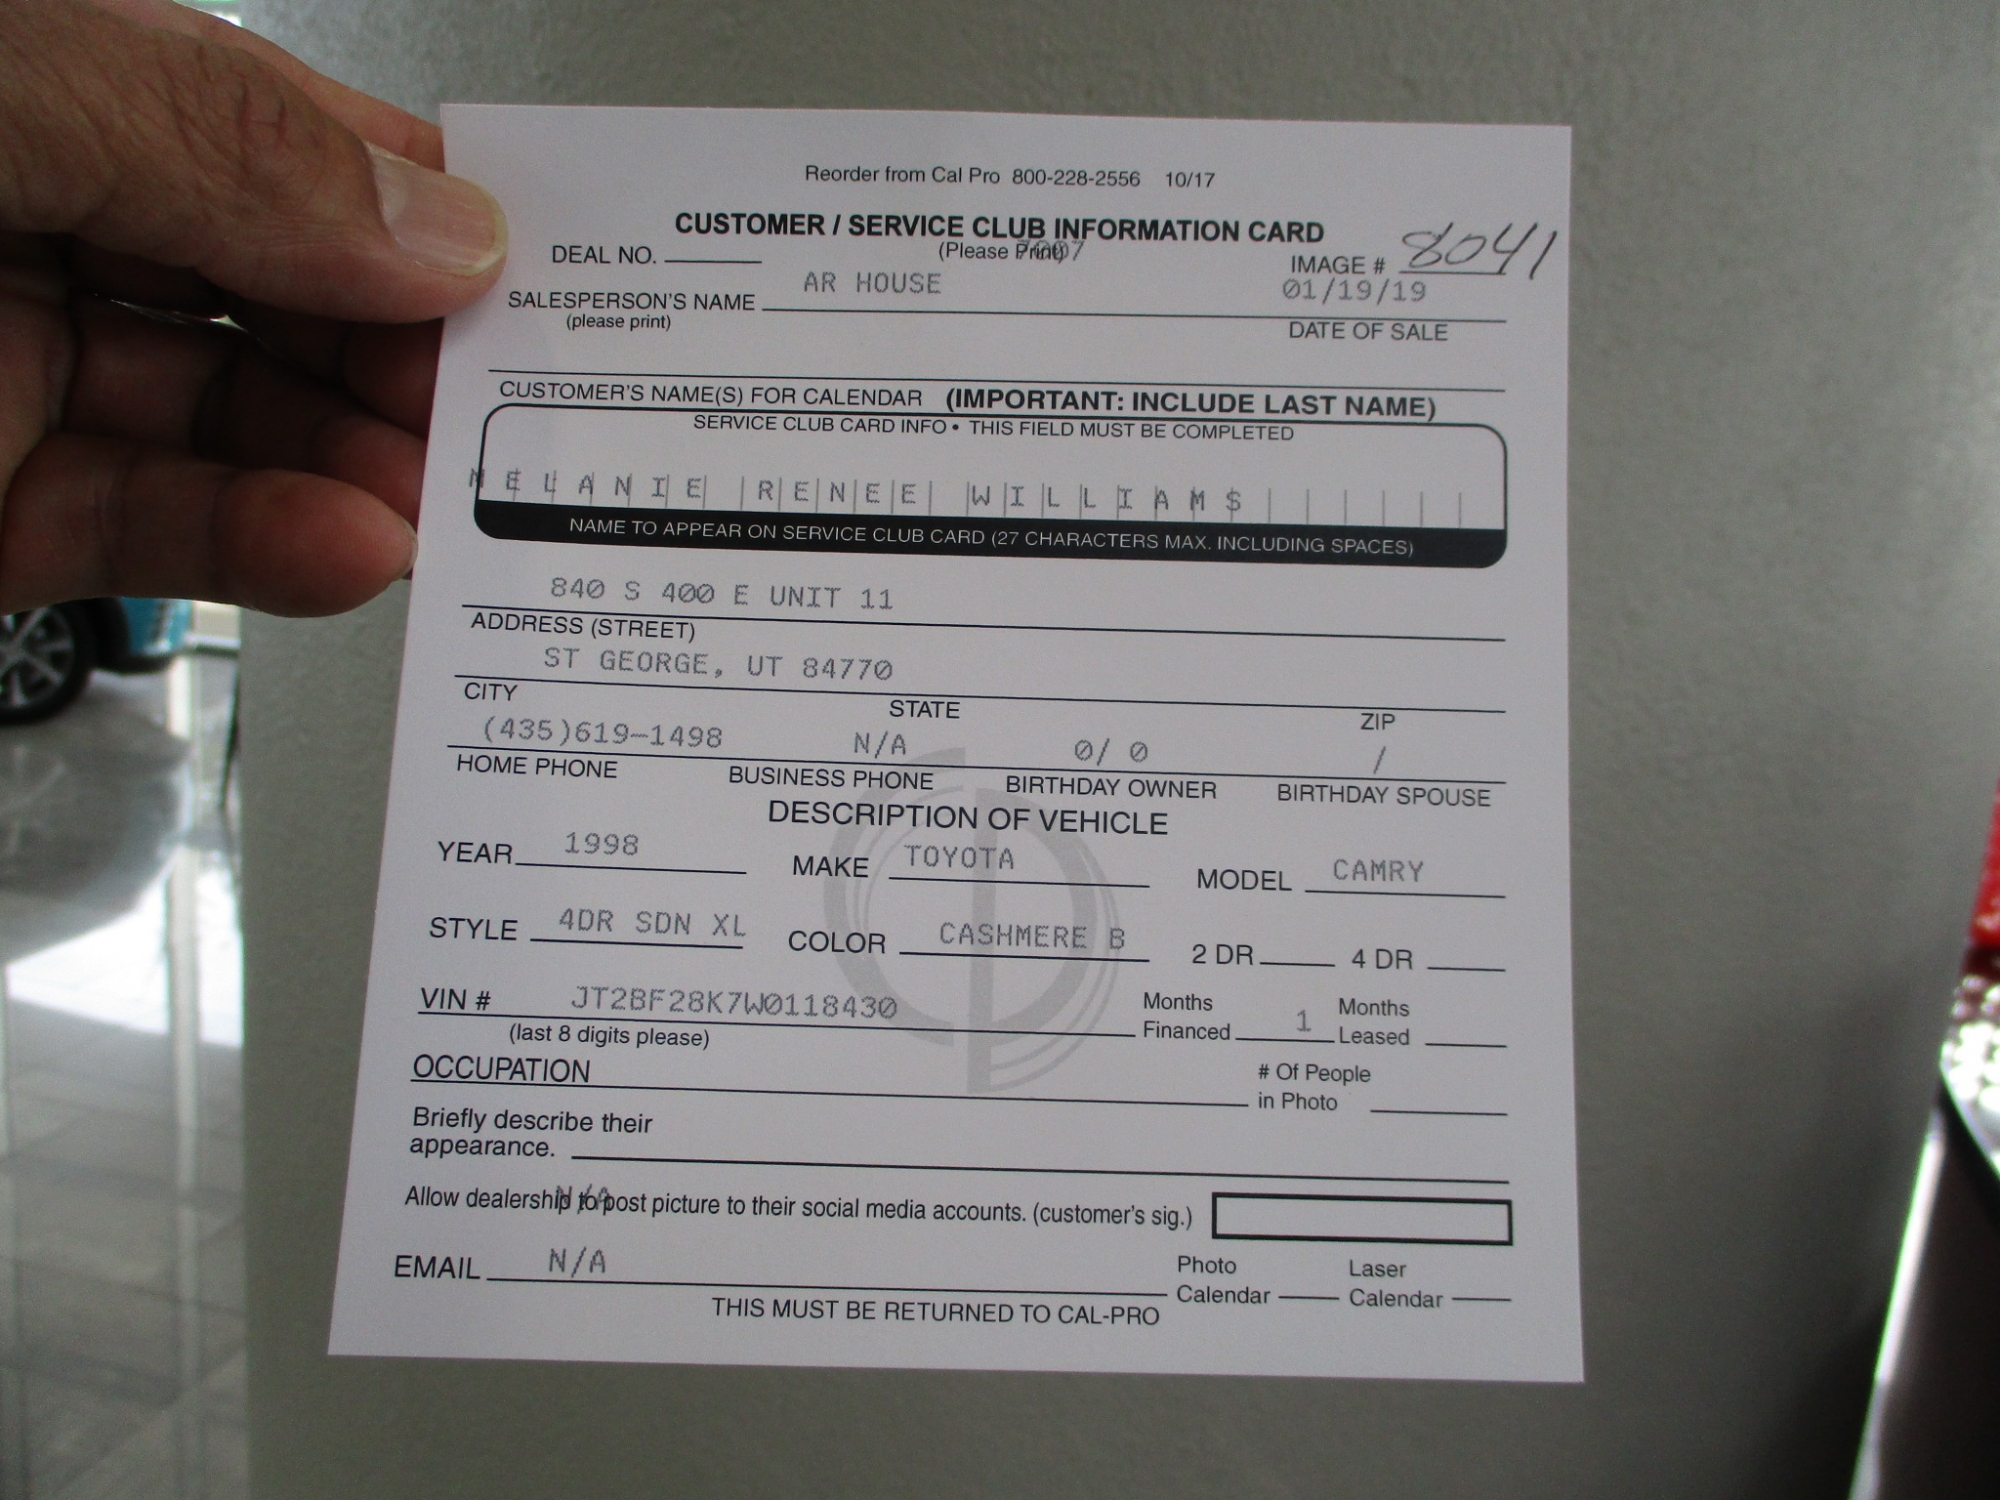 Reorder from Cal Pro 800-228-2556 10/17
CUSTOMER / SERVICE CLUB INFORMATION CARD
(Please Print)
DEAL NO.
IMAGE # 8041
AR HOUSE 01/19/19
SALESPERSON'S NAME
(please print)
DATE OF SALE
CUSTOMER'S NAME(S) FOR CALENDAR (IMPORTANT: INCLUDE LAST NAME)
SERVICE CLUB CARD INFO • THIS FIELD MUST BE COMPLETED
MELANIE RENEE WILLIAMS
NAME TO APPEAR ON SERVICE CLUB CARD (27 CHARACTERS MAX. INCLUDING SPACES)
840 S 400 E UNIT 11
ADDRESS (STREET)
ST GEORGE, UT 84770
CITY STATE ZIP
(435)619-1498 N/A 0/ 0 /
HOME PHONE BUSINESS PHONE BIRTHDAY OWNER BIRTHDAY SPOUSE
DESCRIPTION OF VEHICLE
YEAR 1998 MAKE TOYOTA MODEL CAMRY
STYLE 4DR SDN XL COLOR CASHMERE B 2 DR 4 DR
VIN # JT2BF28K7W0118430 Months Financed 1 Months Leased
(last 8 digits please)
OCCUPATION # Of People in Photo
Briefly describe their
appearance.
N/A
Allow dealership to post picture to their social media accounts. (customer's sig.)
EMAIL N/A Photo Calendar Laser Calendar
THIS MUST BE RETURNED TO CAL-PRO